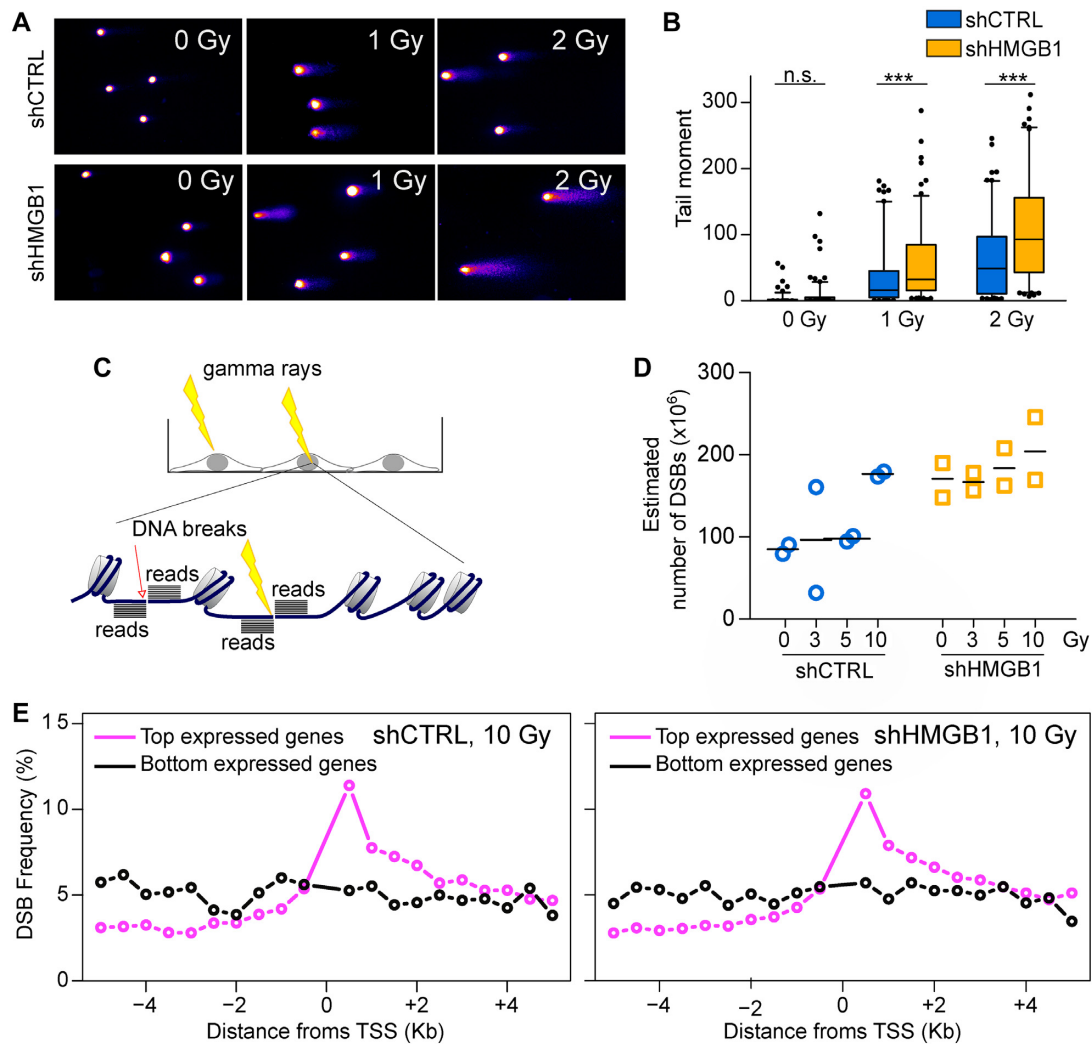 A
shCTRL
0 Gy
1 Gy
2 Gy
shHMGB1
0 Gy
1 Gy
2 Gy
B
shCTRL
shHMGB1
n.s.
***
***
Tail moment
300
200
100
0
0 Gy
1 Gy
2 Gy
C
gamma rays
DNA breaks
reads
reads
reads
reads
D
Estimated
number of DSBs (x10⁶)
300
200
100
0
0 3 5 10 0 3 5 10 Gy
shCTRL shHMGB1
E
DSB Frequency (%)
15
10
5
0
Top expressed genes
Bottom expressed genes
shCTRL, 10 Gy
−4 −2 0 +2 +4
Distance froms TSS (Kb)
Top expressed genes
Bottom expressed genes
shHMGB1, 10 Gy
−4 −2 0 +2 +4
Distance froms TSS (Kb)